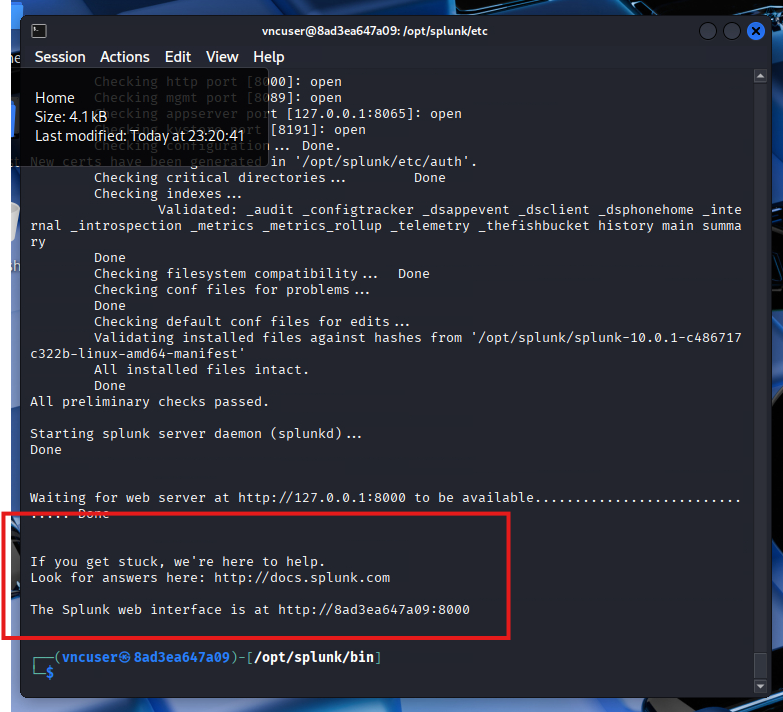 vncuser@8ad3ea647a09: /opt/splunk/etc
Session Actions Edit View Help
Checking http port [8000]: open
Checking mgmt port [8089]: open
Checking appserver port [127.0.0.1:8065]: open
[8191]: open
Home
Size: 4.1 kB
Last modified: Today at 23:20:41
Checking configuration... Done.
New certs have been generated in '/opt/splunk/etc/auth'.
Checking critical directories... Done
Checking indexes...
Validated: _audit _configtracker _dsappevent _dsclient _dsphonehome _inte
rnal _introspection _metrics _metrics_rollup _telemetry _thefishbucket history main summa
ry
Done
Checking filesystem compatibility... Done
Checking conf files for problems...
Done
Checking default conf files for edits...
Validating installed files against hashes from '/opt/splunk/splunk-10.0.1-c486717
c322b-linux-amd64-manifest'
All installed files intact.
Done
All preliminary checks passed.
Starting splunk server daemon (splunkd)...
Done
Waiting for web server at http://127.0.0.1:8000 to be available..........................
..... Done
If you get stuck, we're here to help.
Look for answers here: http://docs.splunk.com
The Splunk web interface is at http://8ad3ea647a09:8000
┌──(vncuser㉿8ad3ea647a09)-[/opt/splunk/bin]
└─$